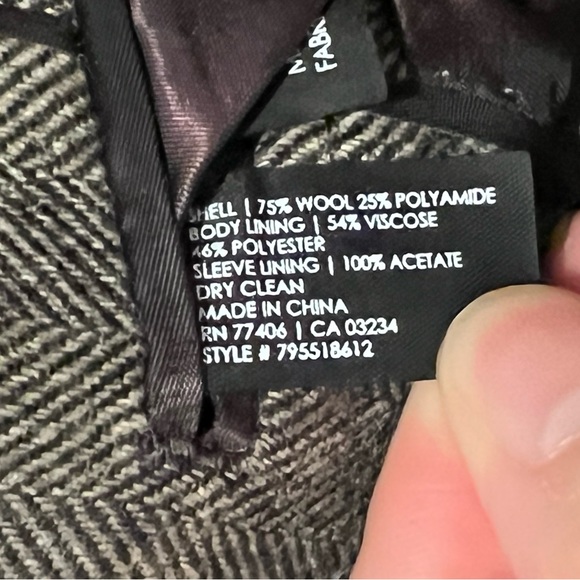 FABR
SHELL | 75% WOOL 25% POLYAMIDE
BODY LINING | 54% VISCOSE
46% POLYESTER
SLEEVE LINING | 100% ACETATE
DRY CLEAN
MADE IN CHINA
RN 77406 | CA 03234
STYLE # 795518612